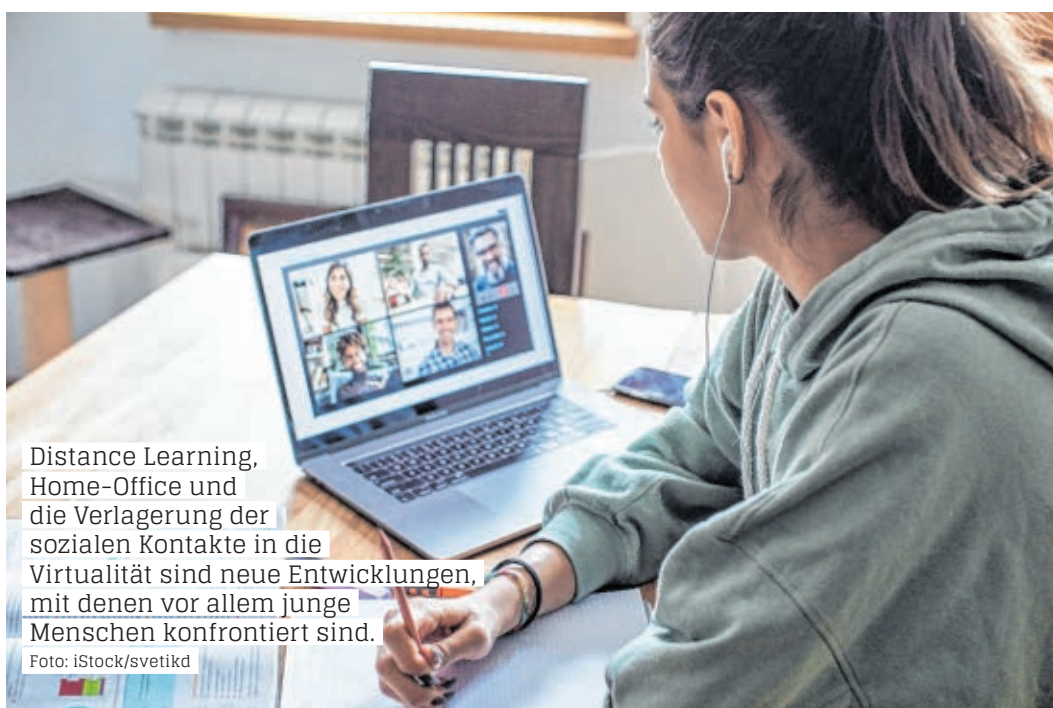 Distance Learning,
Home-Office und
die Verlagerung der
sozialen Kontakte in die
Virtualität sind neue Entwicklungen,
mit denen vor allem junge
Menschen konfrontiert sind.
Foto: iStock/svetikd